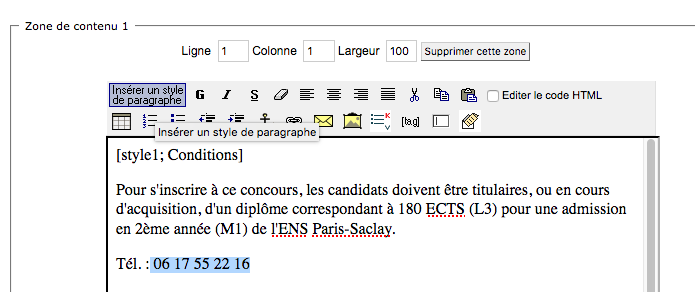 Zone de contenu 1
Ligne 1 Colonne 1 Largeur 100 Supprimer cette zone
Insérer un style
de paragraphe G I S Editer le code HTML
K
V [tag]
Insérer un style de paragraphe
[style1; Conditions]
Pour s'inscrire à ce concours, les candidats doivent être titulaires, ou en cours
d'acquisition, d'un diplôme correspondant à 180 ECTS (L3) pour une admission
en 2ème année (M1) de l'ENS Paris-Saclay.
Tél. : 06 17 55 22 16